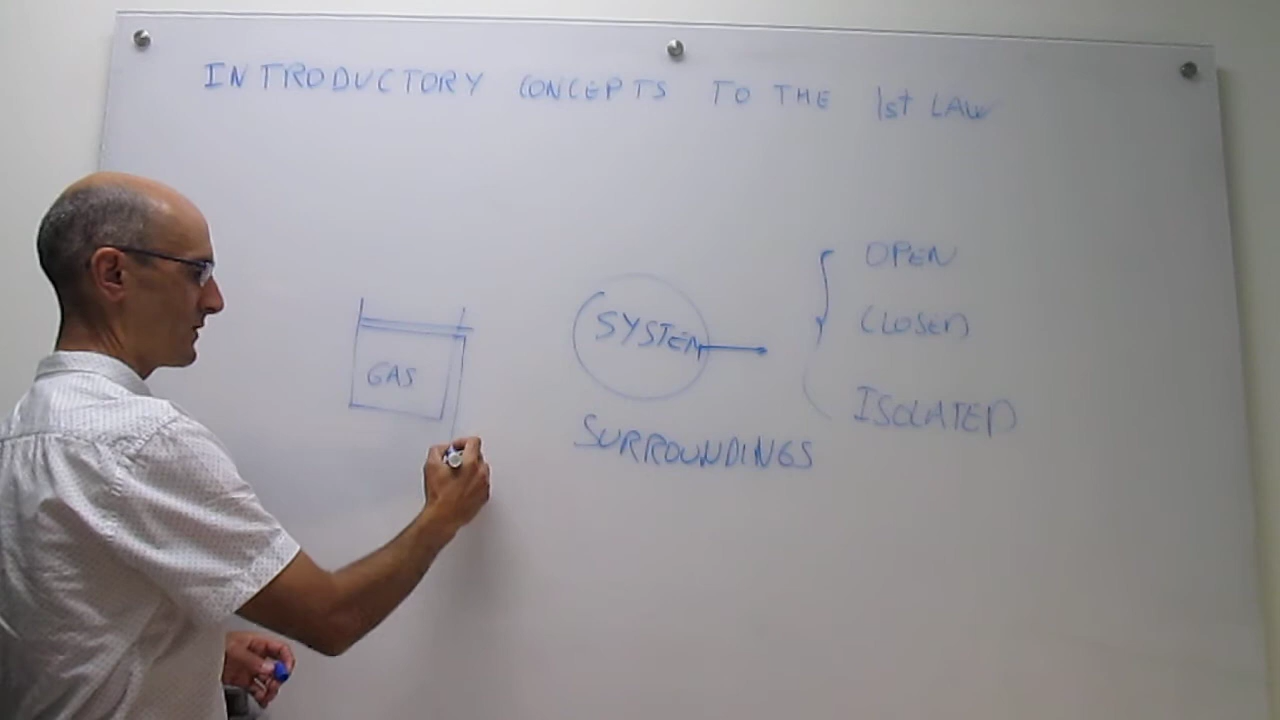 INTRODUCTORY CONCEPTS TO THE 1st LAW
OPEN
SYSTEM
CLOSED
GAS
ISOLATED
SURROUNDINGS